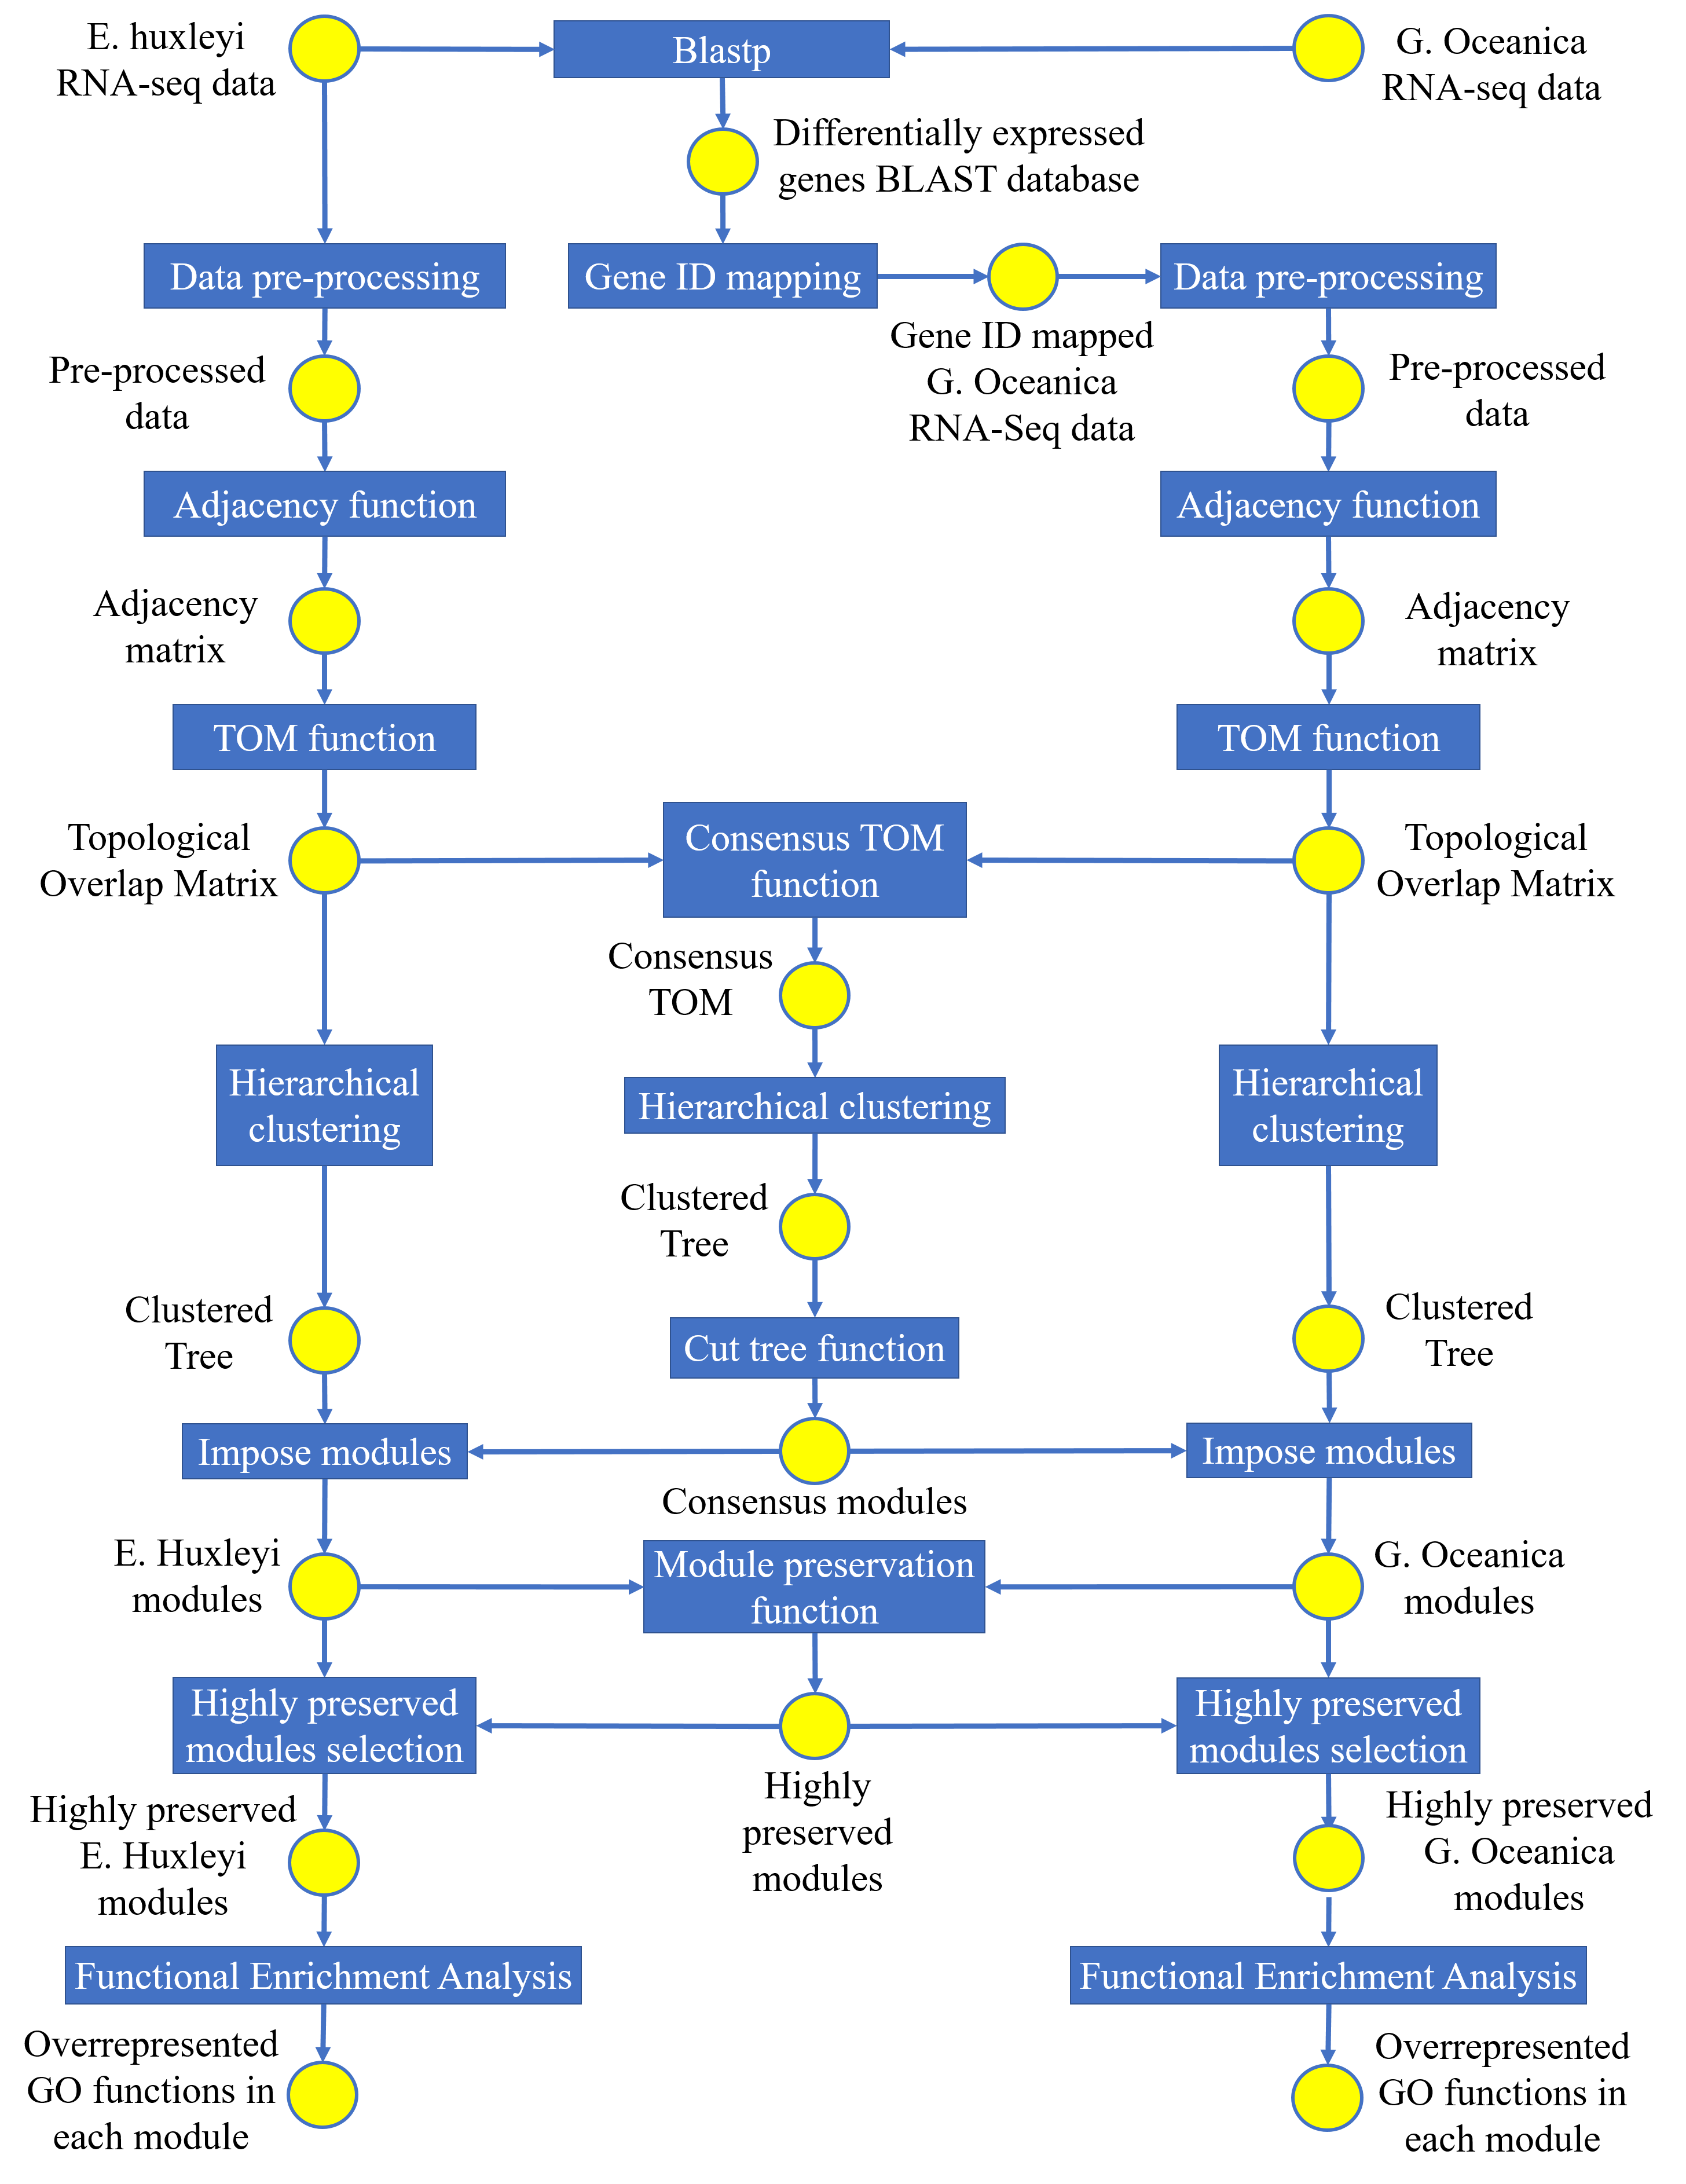 E. huxleyi
RNA-seq data
Blastp
G. Oceanica
RNA-seq data
Differentially expressed
genes BLAST database
Data pre-processing
Gene ID mapping
Data pre-processing
Gene ID mapped
G. Oceanica
RNA-Seq data
Pre-processed
data
Pre-processed
data
Adjacency function
Adjacency function
Adjacency
matrix
Adjacency
matrix
TOM function
TOM function
Topological
Overlap Matrix
Consensus TOM
function
Topological
Overlap Matrix
Consensus
TOM
Hierarchical
clustering
Hierarchical clustering
Hierarchical
clustering
Clustered
Tree
Clustered
Tree
Clustered
Tree
Cut tree function
Impose modules
Impose modules
Consensus modules
E. Huxleyi
modules
Module preservation
function
G. Oceanica
modules
Highly preserved
modules selection
Highly preserved
modules selection
Highly
preserved
modules
Highly preserved
E. Huxleyi
modules
Highly preserved
G. Oceanica
modules
Functional Enrichment Analysis
Functional Enrichment Analysis
Overrepresented
GO functions in
each module
Overrepresented
GO functions in
each module